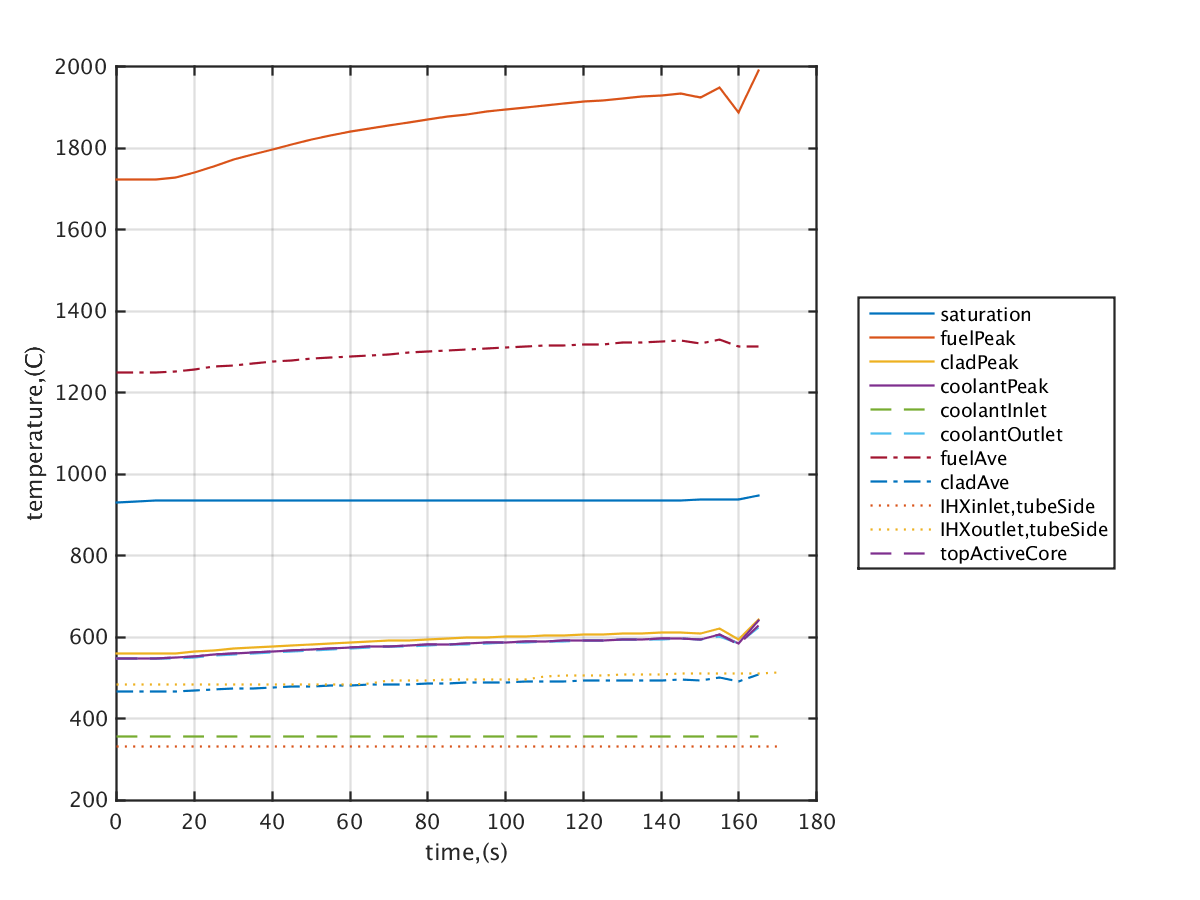 2000
1800
1600
1400
1200
1000
800
600
400
200
temperature,(C)
0 20 40 60 80 100 120 140 160 180
time,(s)
saturation
fuelPeak
cladPeak
coolantPeak
coolantInlet
coolantOutlet
fuelAve
cladAve
IHXinlet,tubeSide
IHXoutlet,tubeSide
topActiveCore